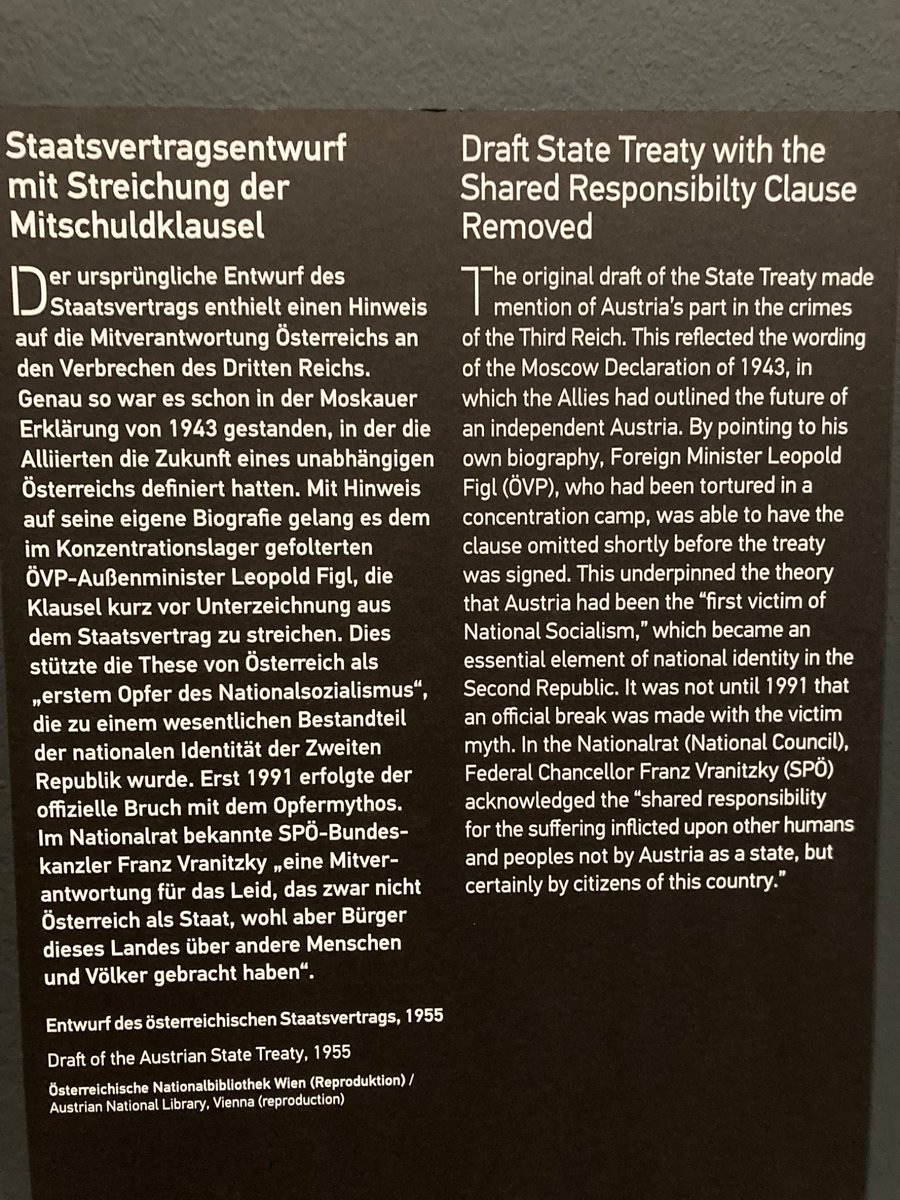 Staatsvertragsentwurf
mit Streichung der
Mitschuldklausel
Der ursprüngliche Entwurf des
Staatsvertrags enthielt einen Hinweis
auf die Mitverantwortung Österreichs an
den Verbrechen des Dritten Reichs.
Genau so war es schon in der Moskauer
Erklärung von 1943 gestanden, in der die
Alliierten die Zukunft eines unabhängigen
Österreichs definiert hatten. Mit Hinweis
auf seine eigene Biografie gelang es dem
im Konzentrationslager gefolterten
ÖVP-Außenminister Leopold Figl, die
Klausel kurz vor Unterzeichnung aus
dem Staatsvertrag zu streichen. Dies
stützte die These von Österreich als
„erstem Opfer des Nationalsozialismus“,
die zu einem wesentlichen Bestandteil
der nationalen Identität der Zweiten
Republik wurde. Erst 1991 erfolgte der
offizielle Bruch mit dem Opfermythos.
Im Nationalrat bekannte SPÖ-Bundes-
kanzler Franz Vranitzky „eine Mitver-
antwortung für das Leid, das zwar nicht
Österreich als Staat, wohl aber Bürger
dieses Landes über andere Menschen
und Völker gebracht haben“.
Entwurf des österreichischen Staatsvertrags, 1955
Draft of the Austrian State Treaty, 1955
Österreichische Nationalbibliothek Wien (Reproduktion) /
Austrian National Library, Vienna (reproduction)
Draft State Treaty with the
Shared Responsibilty Clause
Removed
The original draft of the State Treaty made
mention of Austria's part in the crimes
of the Third Reich. This reflected the wording
of the Moscow Declaration of 1943, in
which the Allies had outlined the future of
an independent Austria. By pointing to his
own biography, Foreign Minister Leopold
Figl (ÖVP), who had been tortured in a
concentration camp, was able to have the
clause omitted shortly before the treaty
was signed. This underpinned the theory
that Austria had been the “first victim of
National Socialism,” which became an
essential element of national identity in the
Second Republic. It was not until 1991 that
an official break was made with the victim
myth. In the Nationalrat (National Council),
Federal Chancellor Franz Vranitzky (SPÖ)
acknowledged the “shared responsibility
for the suffering inflicted upon other humans
and peoples not by Austria as a state, but
certainly by citizens of this country.”